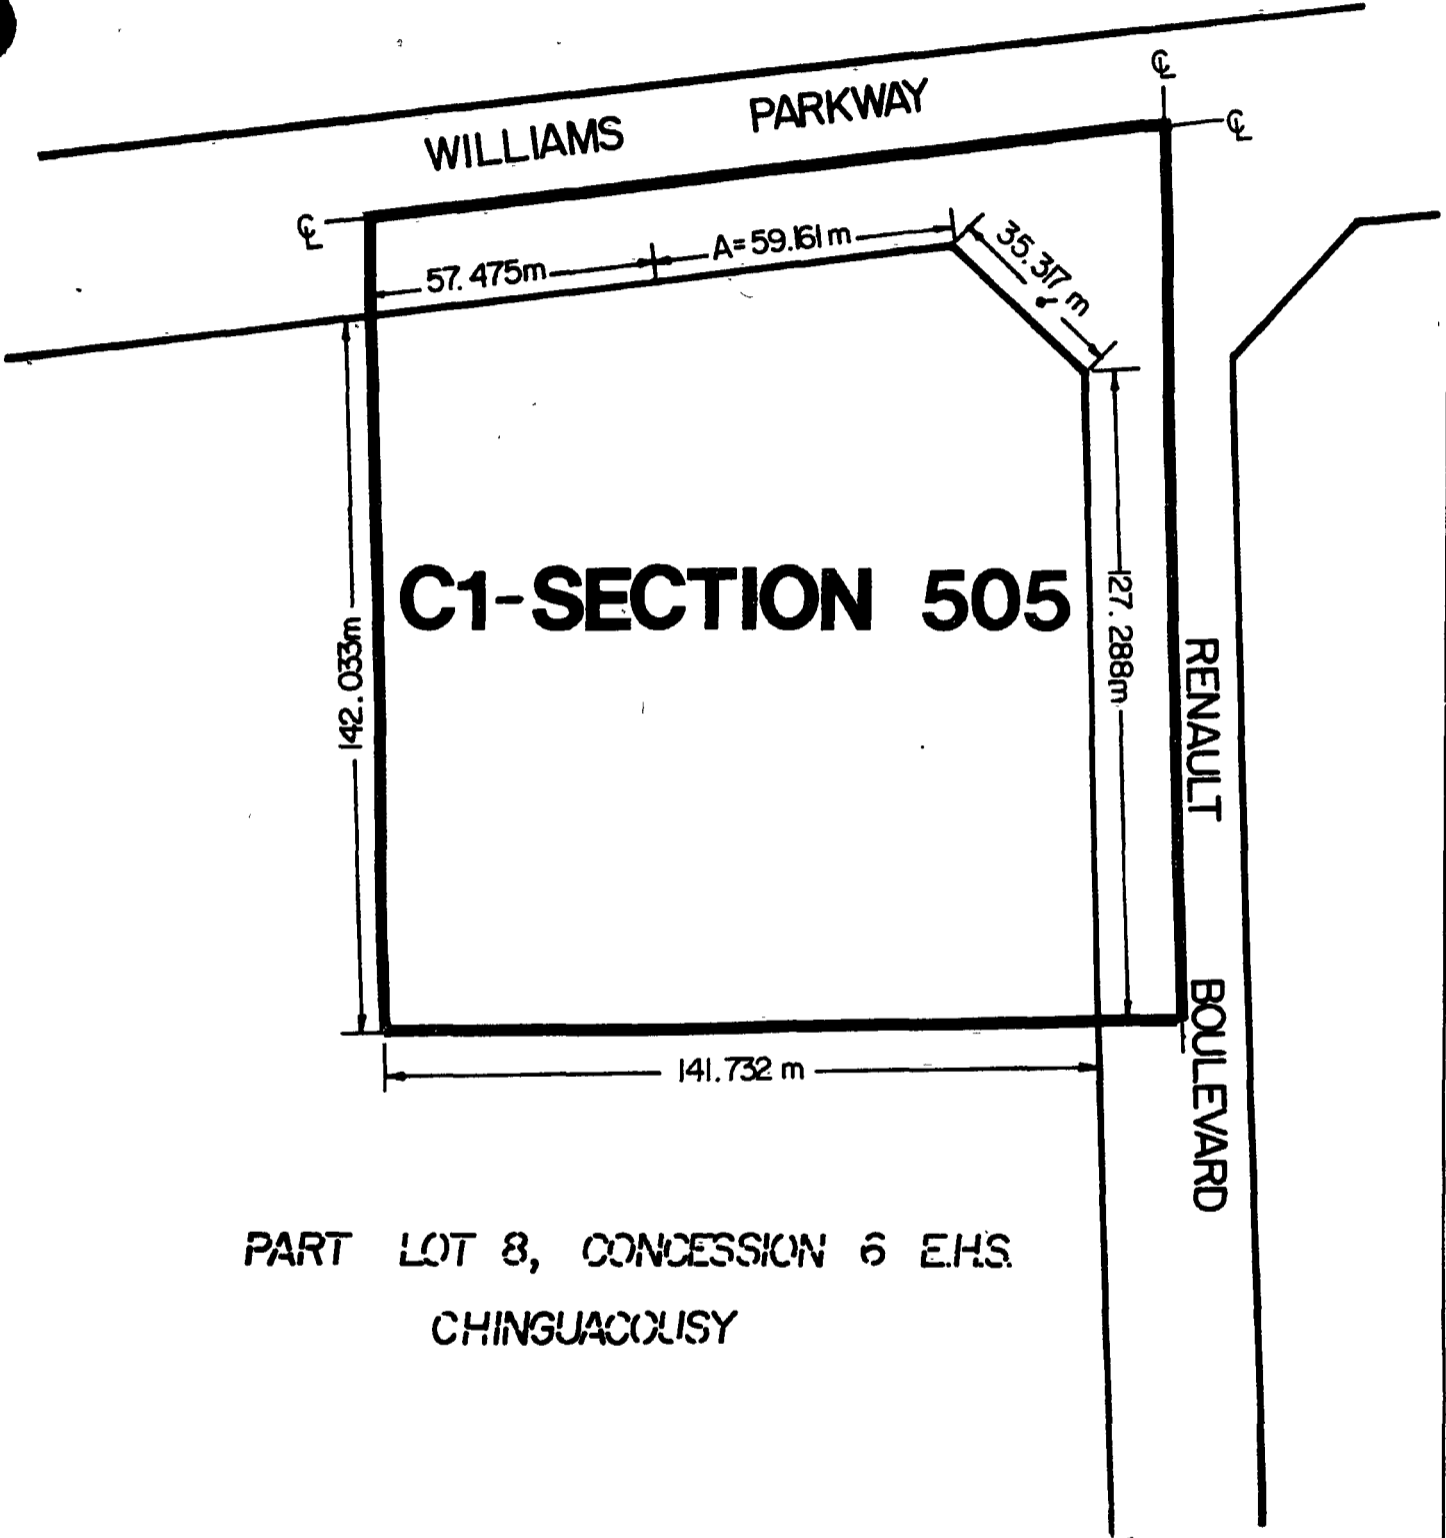 ℄
WILLIAMS PARKWAY
℄
℄
57.475m
A=59.161m
35.317m
C1-SECTION 505
142.033m
127.288m
RENAULT BOULEVARD
141.732 m
PART LOT 8, CONCESSION 6 E.H.S.
CHINGUACOUSY